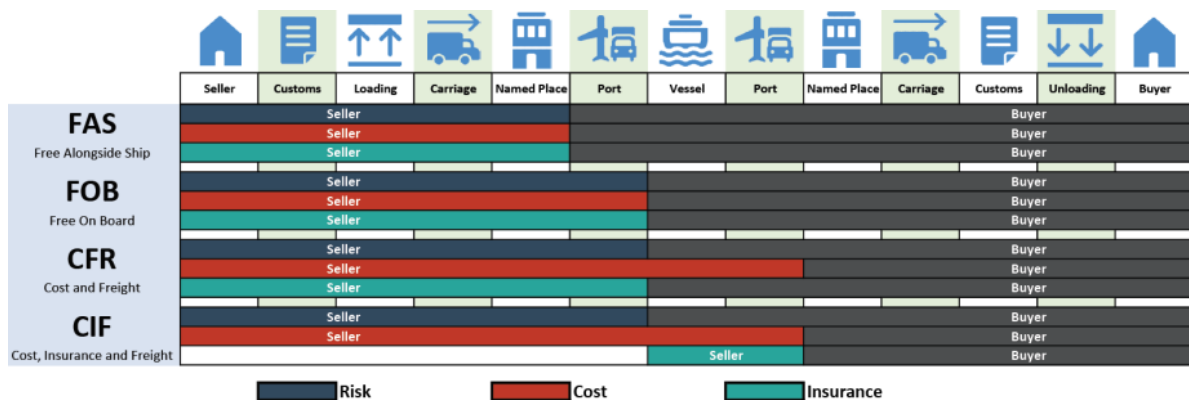 Seller Customs Loading Carriage Named Place Port Vessel Port Named Place Carriage Customs Unloading Buyer
FAS
Free Alongside Ship
Seller Buyer
Seller Buyer
Seller Buyer
FOB
Free On Board
Seller Buyer
Seller Buyer
Seller Buyer
CFR
Cost and Freight
Seller Buyer
Seller Buyer
Seller Buyer
CIF
Cost, Insurance and Freight
Seller Buyer
Seller Buyer
Seller Buyer
Risk Cost Insurance